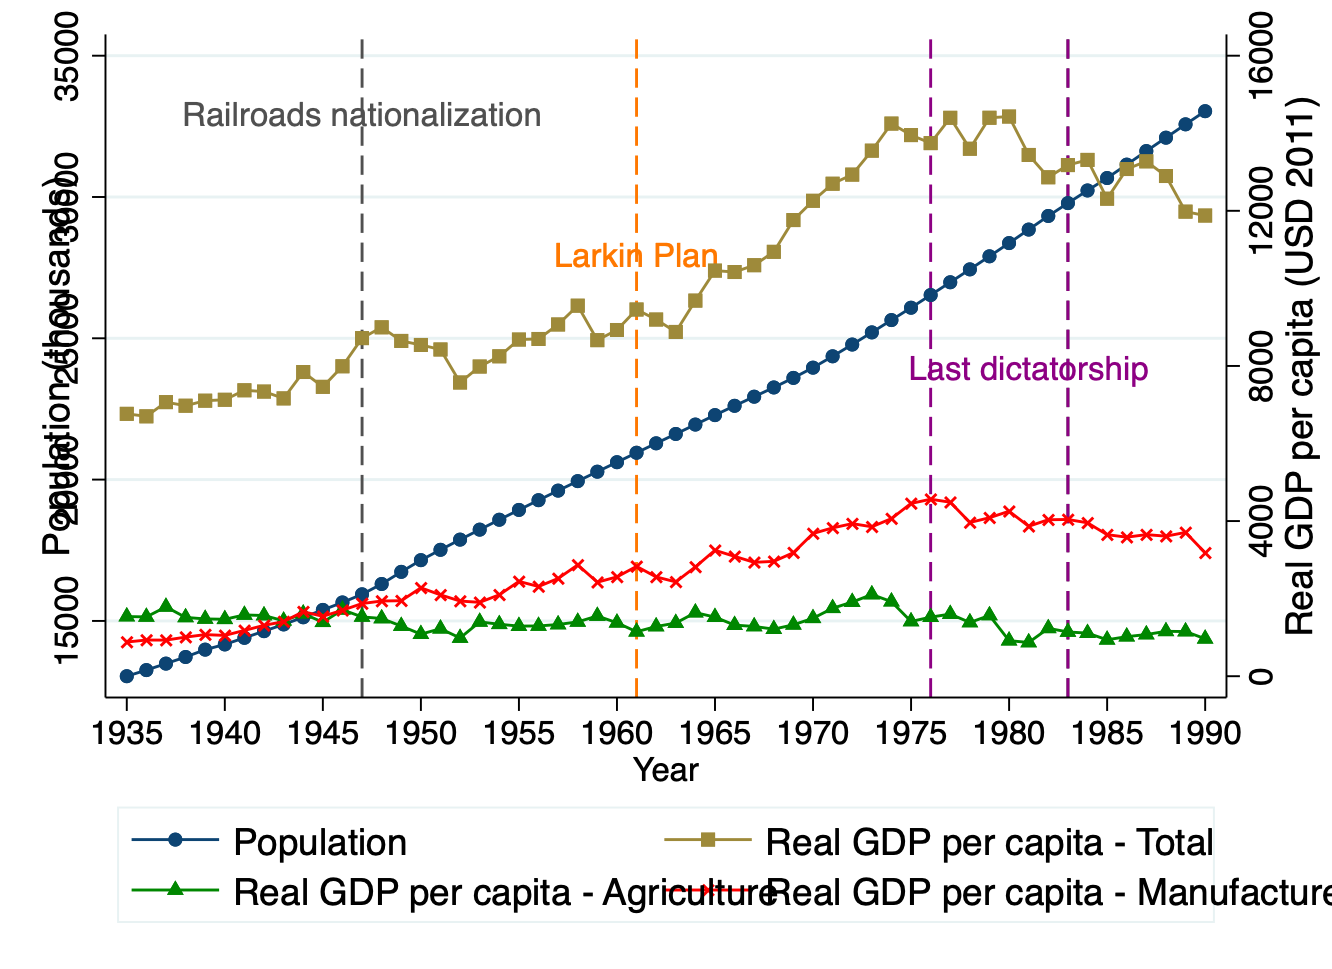 Population (thousands)
35000
30000
25000
20000
15000
Railroads nationalization
Larkin Plan
Last dictatorship
16000
12000
8000
4000
0
Real GDP per capita (USD 2011)
1935 1940 1945 1950 1955 1960 1965 1970 1975 1980 1985 1990
Year
Population
Real GDP per capita - Total
Real GDP per capita - Agriculture
Real GDP per capita - Manufacture